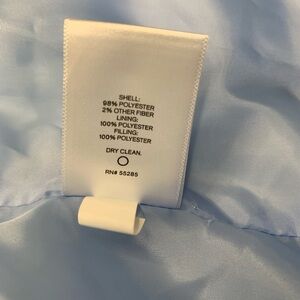 SHELL:
98% POLYESTER
2% OTHER FIBER
LINING:
100% POLYESTER
FILLING:
100% POLYESTER
DRY CLEAN.
RN# 55285